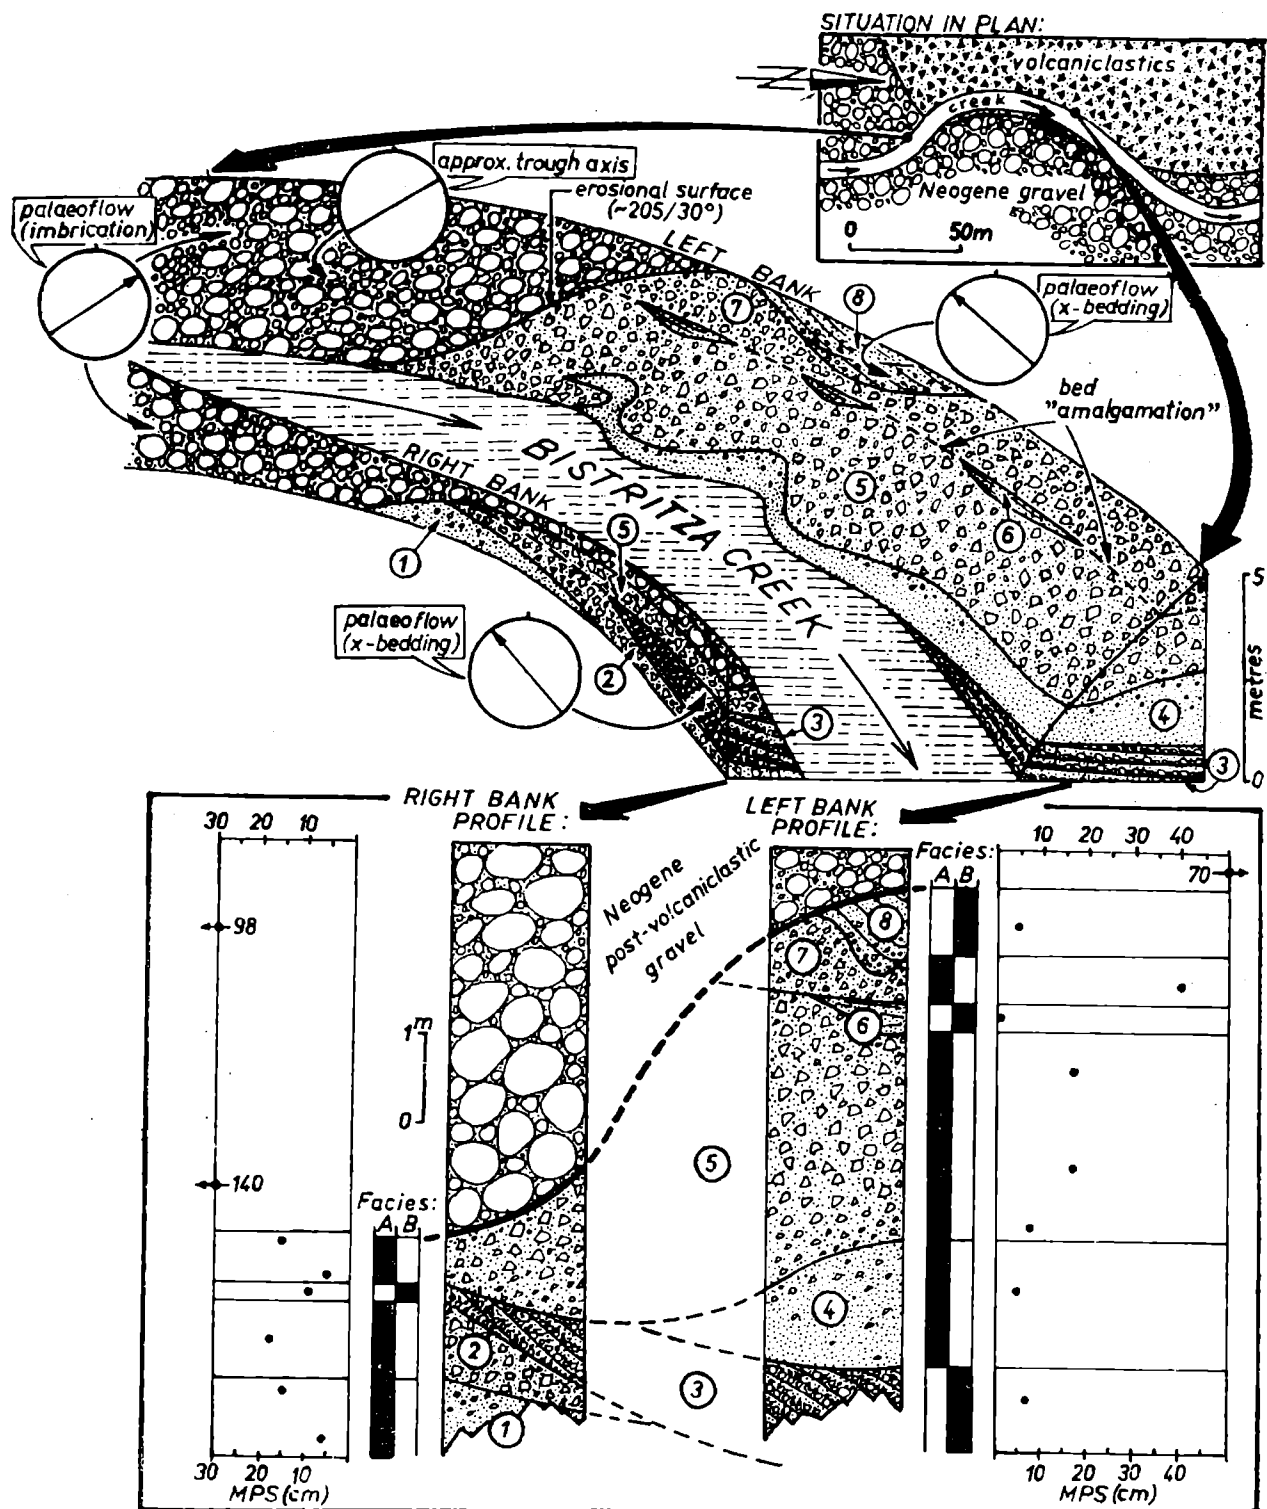 SITUATION IN PLAN:
volcaniclastics
creek
Neogene gravel
0 50m
approx. trough axis
erosional surface
(~205/30°)
palaeoflow
(imbrication)
LEFT BANK
7
8
palaeoflow
(x-bedding)
bed
"amalgamation"
BISTRITZA CREEK
RIGHT BANK
5
5
6
1
palaeoflow
(x-bedding)
2
3
4
3
5
metres
0
RIGHT BANK
PROFILE:
LEFT BANK
PROFILE:
30 20 10
98
140
Facies:
A B
30 20 10
MPS (cm)
1m
0
Neogene
post-volcaniclastic
gravel
2
1
5
3
8
7
6
4
Facies:
A B
10 20 30 40
70
10 20 30 40
MPS (cm)